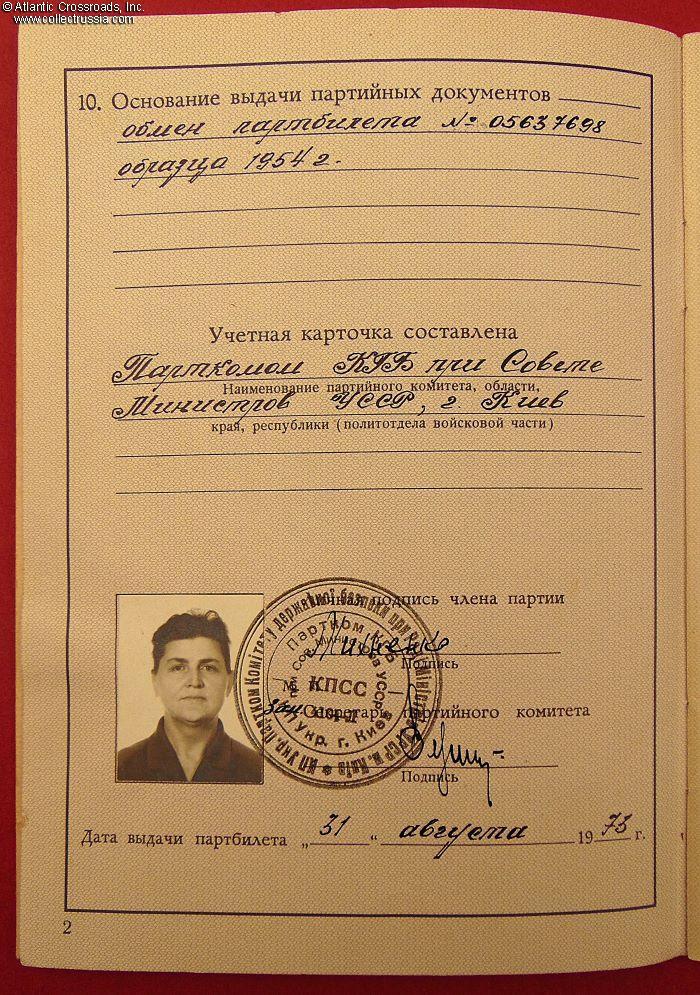 © Atlantic Crossroads, Inc.
www.collectrussia.com
10. Основание выдачи партийных документов
обмен партбилета № 05637698
образца 1954 г.
Учетная карточка составлена
Парткомом КГБ при Совете
Наименование партийного комитета, области,
Министров УССР, г. Киев
края, республики (политотдела войсковой части)
Личная подпись члена партии
Подпись
КПСС
зам Секретарь партийного комитета
Подпись
Дата выдачи партбилета „ 31 “ августа 1973 г.
2